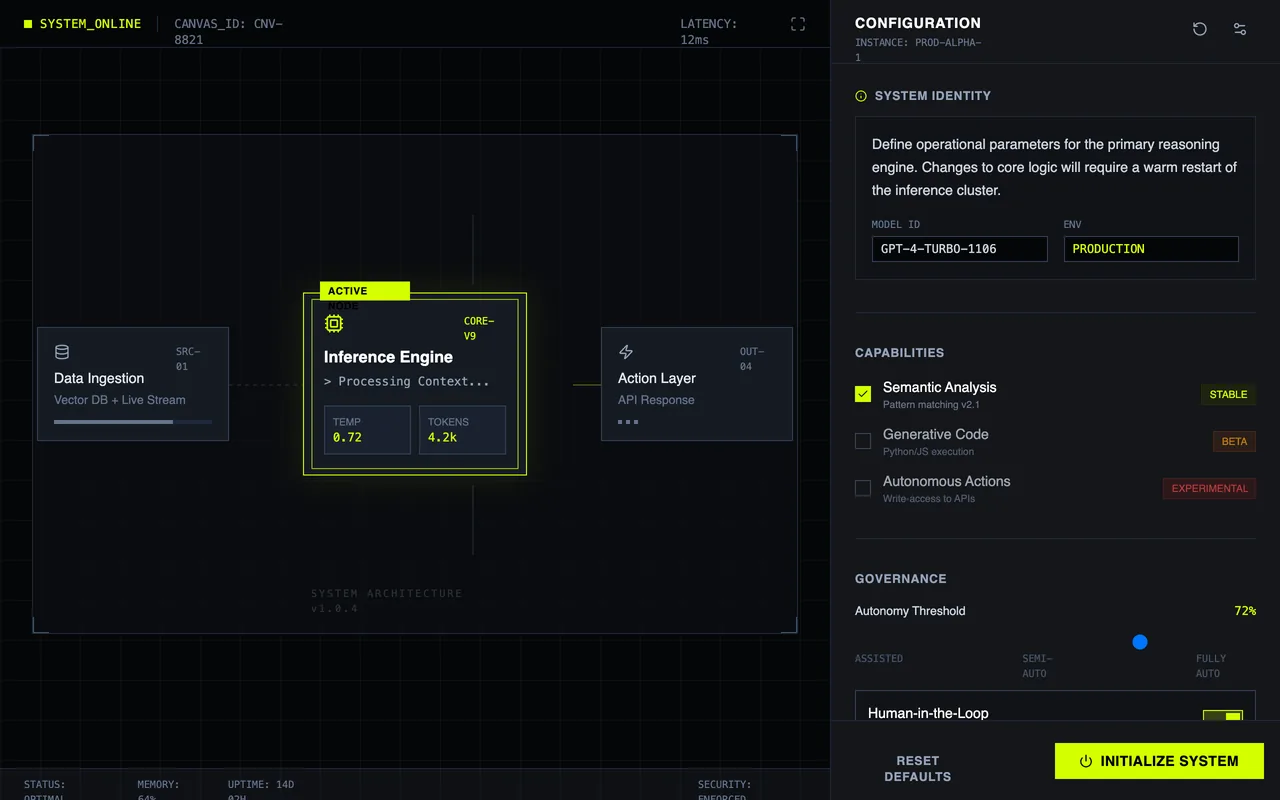 SYSTEM_ONLINE
CANVAS_ID: CNV-
8821
LATENCY:
12ms
ACTIVE
NODE
SRC-
01
Data Ingestion
Vector DB + Live Stream
CORE-
V9
Inference Engine
> Processing Context...
TEMP
0.72
TOKENS
4.2k
OUT-
04
Action Layer
API Response
SYSTEM ARCHITECTURE
v1.0.4
STATUS:
OPTIMAL
MEMORY:
64%
UPTIME: 14D
02H
SECURITY:
ENFORCED
CONFIGURATION
INSTANCE: PROD-ALPHA-
1
SYSTEM IDENTITY
Define operational parameters for the primary reasoning
engine. Changes to core logic will require a warm restart of
the inference cluster.
MODEL ID
GPT-4-TURBO-1106
ENV
PRODUCTION
CAPABILITIES
Semantic Analysis
Pattern matching v2.1
STABLE
Generative Code
Python/JS execution
BETA
Autonomous Actions
Write-access to APIs
EXPERIMENTAL
GOVERNANCE
Autonomy Threshold
72%
ASSISTED
SEMI-
AUTO
FULLY
AUTO
Human-in-the-Loop
RESET
DEFAULTS
INITIALIZE SYSTEM